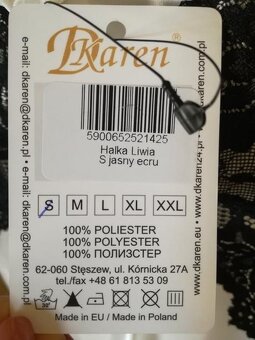 DKaren
®
5900652521425
Halka Liwia
S jasny ecru
S M L XL XXL
100% POLIESTER
100% POLYESTER
100% ПОЛИЭСТЕР
62-060 Stęszew, ul. Kórnicka 27A
tel./fax +48 61 813 53 09
30°
Made in EU / Made in Poland
e-mail: dkaren@dkaren.pl • e-mail: dkaren@dkaren.com.pl
www.dkaren.eu • www.dkaren24.pl • www.dkaren.com.pl